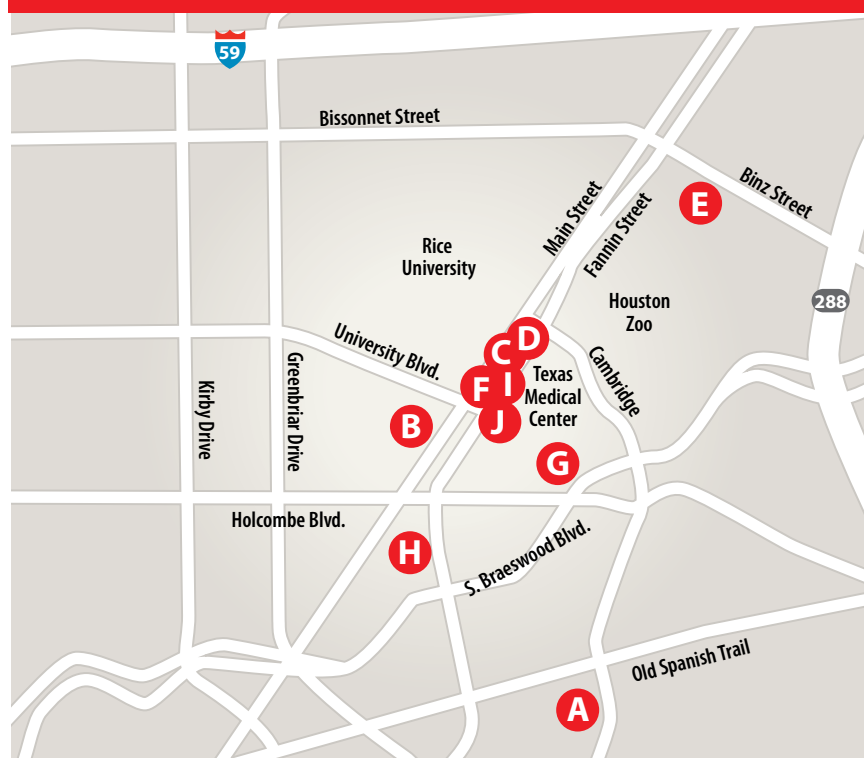 59
Bissonnet Street
Binz Street
E
Main Street
Fannin Street
Rice
University
Houston
Zoo
288
University Blvd.
D
C
Cambridge
Greenbriar Drive
Kirby Drive
F
I
Texas
Medical
Center
B
J
G
Holcombe Blvd.
H
S. Braeswood Blvd.
Old Spanish Trail
A